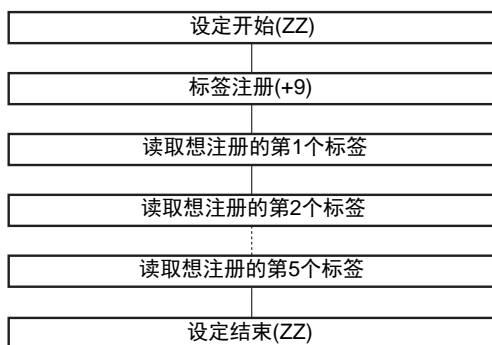 设定开始(ZZ)
标签注册(+9)
读取想注册的第1个标签
读取想注册的第2个标签
读取想注册的第5个标签
设定结束(ZZ)